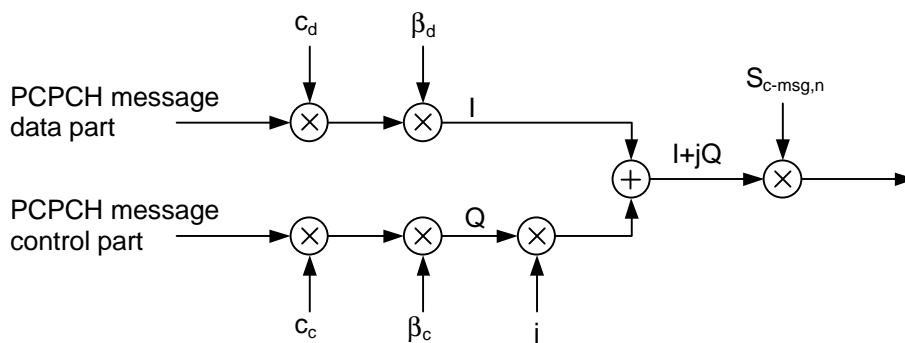 c_d
β_d
S_c-msg,n
PCPCH message
data part
I
I+jQ
PCPCH message
control part
Q
c_c
β_c
j